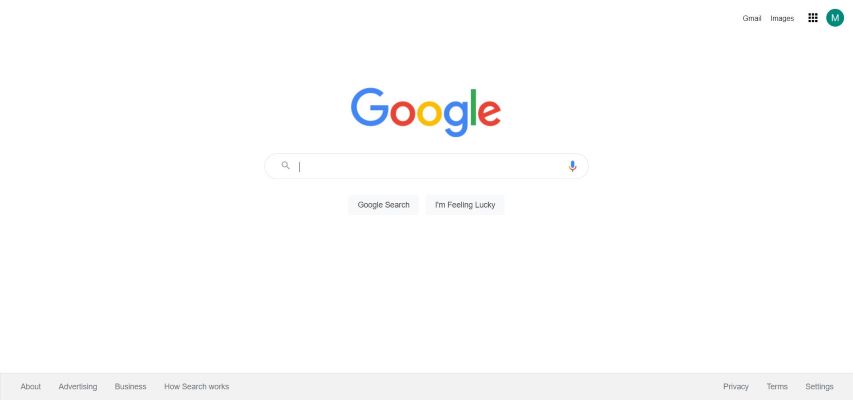 Gmail Images M
Google
Google Search I'm Feeling Lucky
About Advertising Business How Search works Privacy Terms Settings